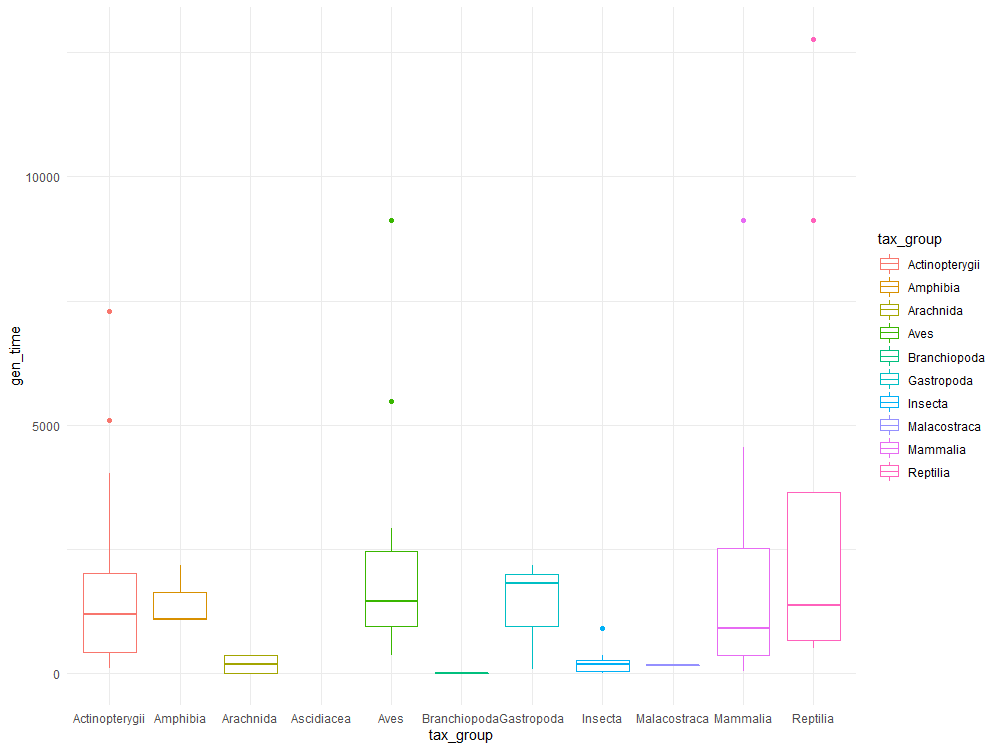 gen_time
10000
5000
0
Actinopterygii Amphibia Arachnida Ascidiacea Aves Branchiopoda Gastropoda Insecta Malacostraca Mammalia Reptilia
tax_group
tax_group
Actinopterygii
Amphibia
Arachnida
Aves
Branchiopoda
Gastropoda
Insecta
Malacostraca
Mammalia
Reptilia